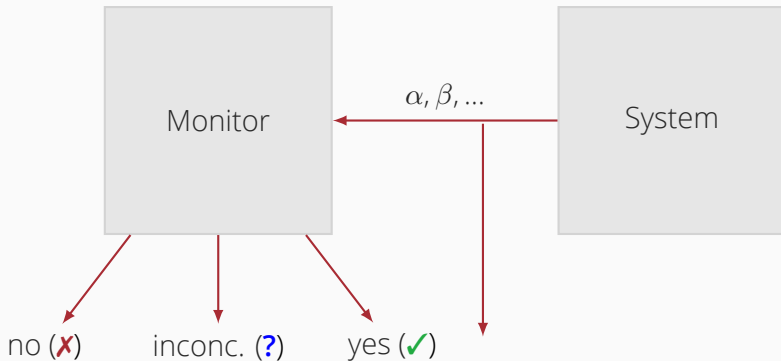 α, β, ...
Monitor
System
no (✗)
inconc. (?)
yes (✓)